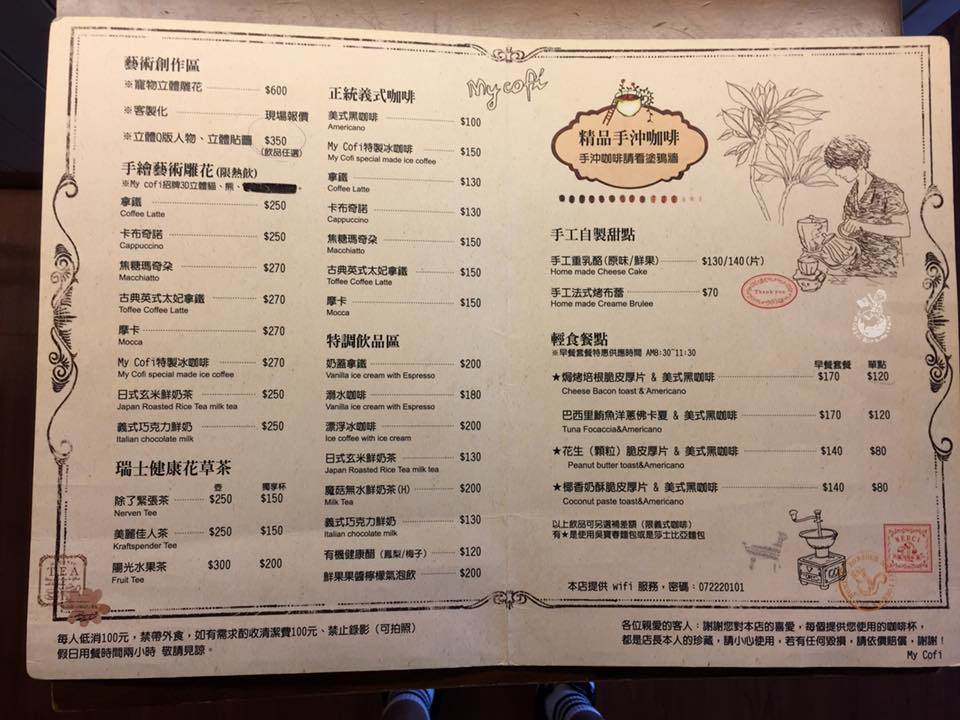 藝術創作區
※寵物立體雕花 $600
※客製化 現場報價
※立體Q版人物、立體貼圖 $350
(飲品任選)
手繪藝術雕花(限熱飲)
※My cofi招牌3D立體貓、熊、
拿鐵 $250
Coffee Latte
卡布奇諾 $250
Cappuccino
焦糖瑪奇朵 $270
Macchiatto
古典英式太妃拿鐵 $270
Toffee Coffee Latte
摩卡 $270
Mocca
My Cofi特製冰咖啡 $270
My Cofi special made ice coffee
日式玄米鮮奶茶 $250
Japan Roasted Rice Tea milk tea
義式巧克力鮮奶 $250
Italian chocolate milk
瑞士健康花草茶
壺 獨享杯
除了緊張茶 $250 $150
Nerven Tee
美麗佳人茶 $250 $150
Kraftspender Tee
陽光水果茶 $300 $200
Fruit Tee
TEA
My cofi
正統義式咖啡
美式黑咖啡 $100
Americano
My Cofi特製冰咖啡 $150
My Cofi special made ice coffee
拿鐵 $130
Coffee Latte
卡布奇諾 $130
Cappuccino
焦糖瑪奇朵 $150
Macchiatto
古典英式太妃拿鐵 $150
Toffee Coffee Latte
摩卡 $150
Mocca
特調飲品區
奶蓋拿鐵 $200
Vanilla ice cream with Espresso
溺水咖啡 $180
Vanilla ice cream with Espresso
漂浮冰咖啡 $200
Ice coffee with ice cream
日式玄米鮮奶茶 $130
Japan Roasted Rice Tea milk tea
魔菇無水鮮奶茶(H) $200
Milk Tea
義式巧克力鮮奶 $130
Italian chocolate milk
有機健康醋 (鳳梨/梅子) $120
鮮果果醬檸檬氣泡飲 $200
精品手沖咖啡
手沖咖啡請看塗鴉牆
手工自製甜點
手工重乳酪(原味/鮮果) $130/140(片)
Home made Cheese Cake
手工法式烤布蕾 $70
Home made Creame Brulee
Thank you
輕食餐點
※早餐套餐特惠供應時間 AM8:30~11:30
早餐套餐 單點
★焗烤培根脆皮厚片 & 美式黑咖啡 $170 $120
Cheese Bacon toast & Americano
巴西里鮪魚洋蔥佛卡夏 & 美式黑咖啡 $170 $120
Tuna Focaccia&Americano
★花生 (顆粒) 脆皮厚片 & 美式黑咖啡 $140 $80
Peanut butter toast&Americano
★椰香奶酥脆皮厚片 & 美式黑咖啡 $140 $80
Coconut paste toast&Americano
以上飲品可另選補差額 (限義式咖啡)
有★是使用吳寶春麵包或是莎士比亞麵包
MERCI
本店提供 wifi 服務，密碼：072220101
每人低消100元，禁帶外食，如有需求酌收清潔費100元、禁止錄影 (可拍照)
假日用餐時間兩小時 敬請見諒。
各位親愛的客人：謝謝您對本店的喜愛，每個提供您使用的咖啡杯，
都是店長本人的珍藏，請小心使用，若有任何毀損，請依價賠償，謝謝！
My Cofi